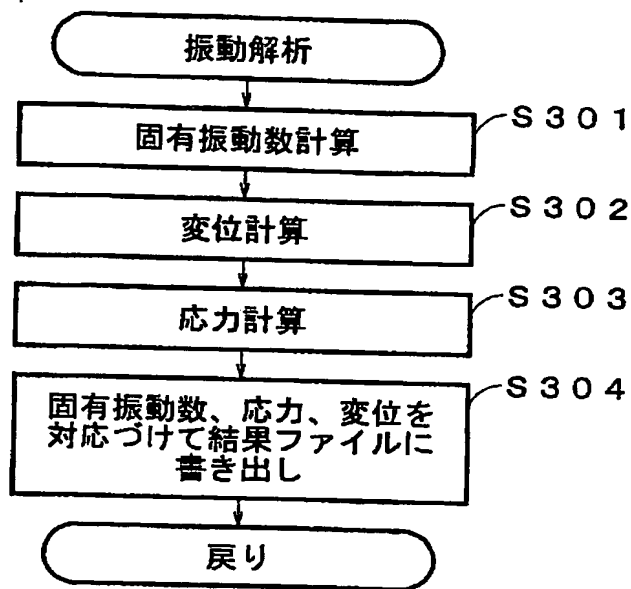 振動解析
固有振動数計算
S301
変位計算
S302
応力計算
S303
固有振動数、応力、変位を
対応づけて結果ファイルに
書き出し
S304
戻り